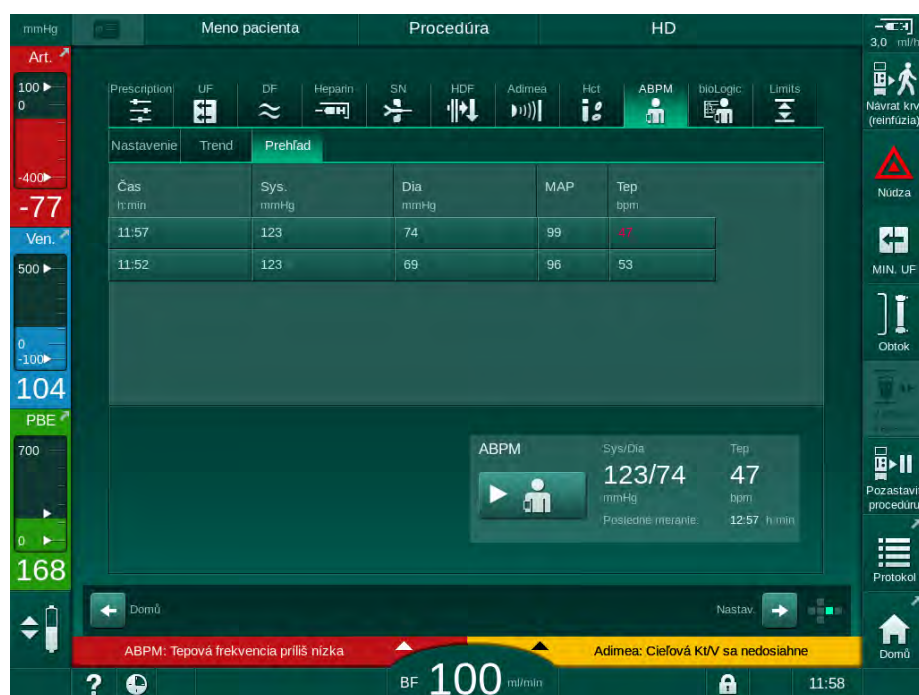 mmHg
Meno pacienta
Procedúra
HD
3,0 ml/h
Art.
100
0
-400
-77
Ven.
500
0
-100
104
PBE
700
0
168
Prescription UF DF Heparin SN HDF Adimea Hct ABPM bioLogic Limits
Nastavenie Trend Prehľad
Čas Sys. Dia MAP Tep
h:min mmHg mmHg bpm
11:57 123 74 99 47
11:52 123 69 96 53
ABPM Sys/Dia Tep
123/74 47
mmHg bpm
Posledné meranie: 12:57 h:min
Domů
Nastav.
ABPM: Tepová frekvencia príliš nízka
Adimea: Cieľová Kt/V sa nedosiahne
? BF 100 ml/min 11:58
Návrat krvi
(reinfúzia)
Núdza
MIN. UF
Obtok
Pozastaviť
procedúru
Protokol
Domů